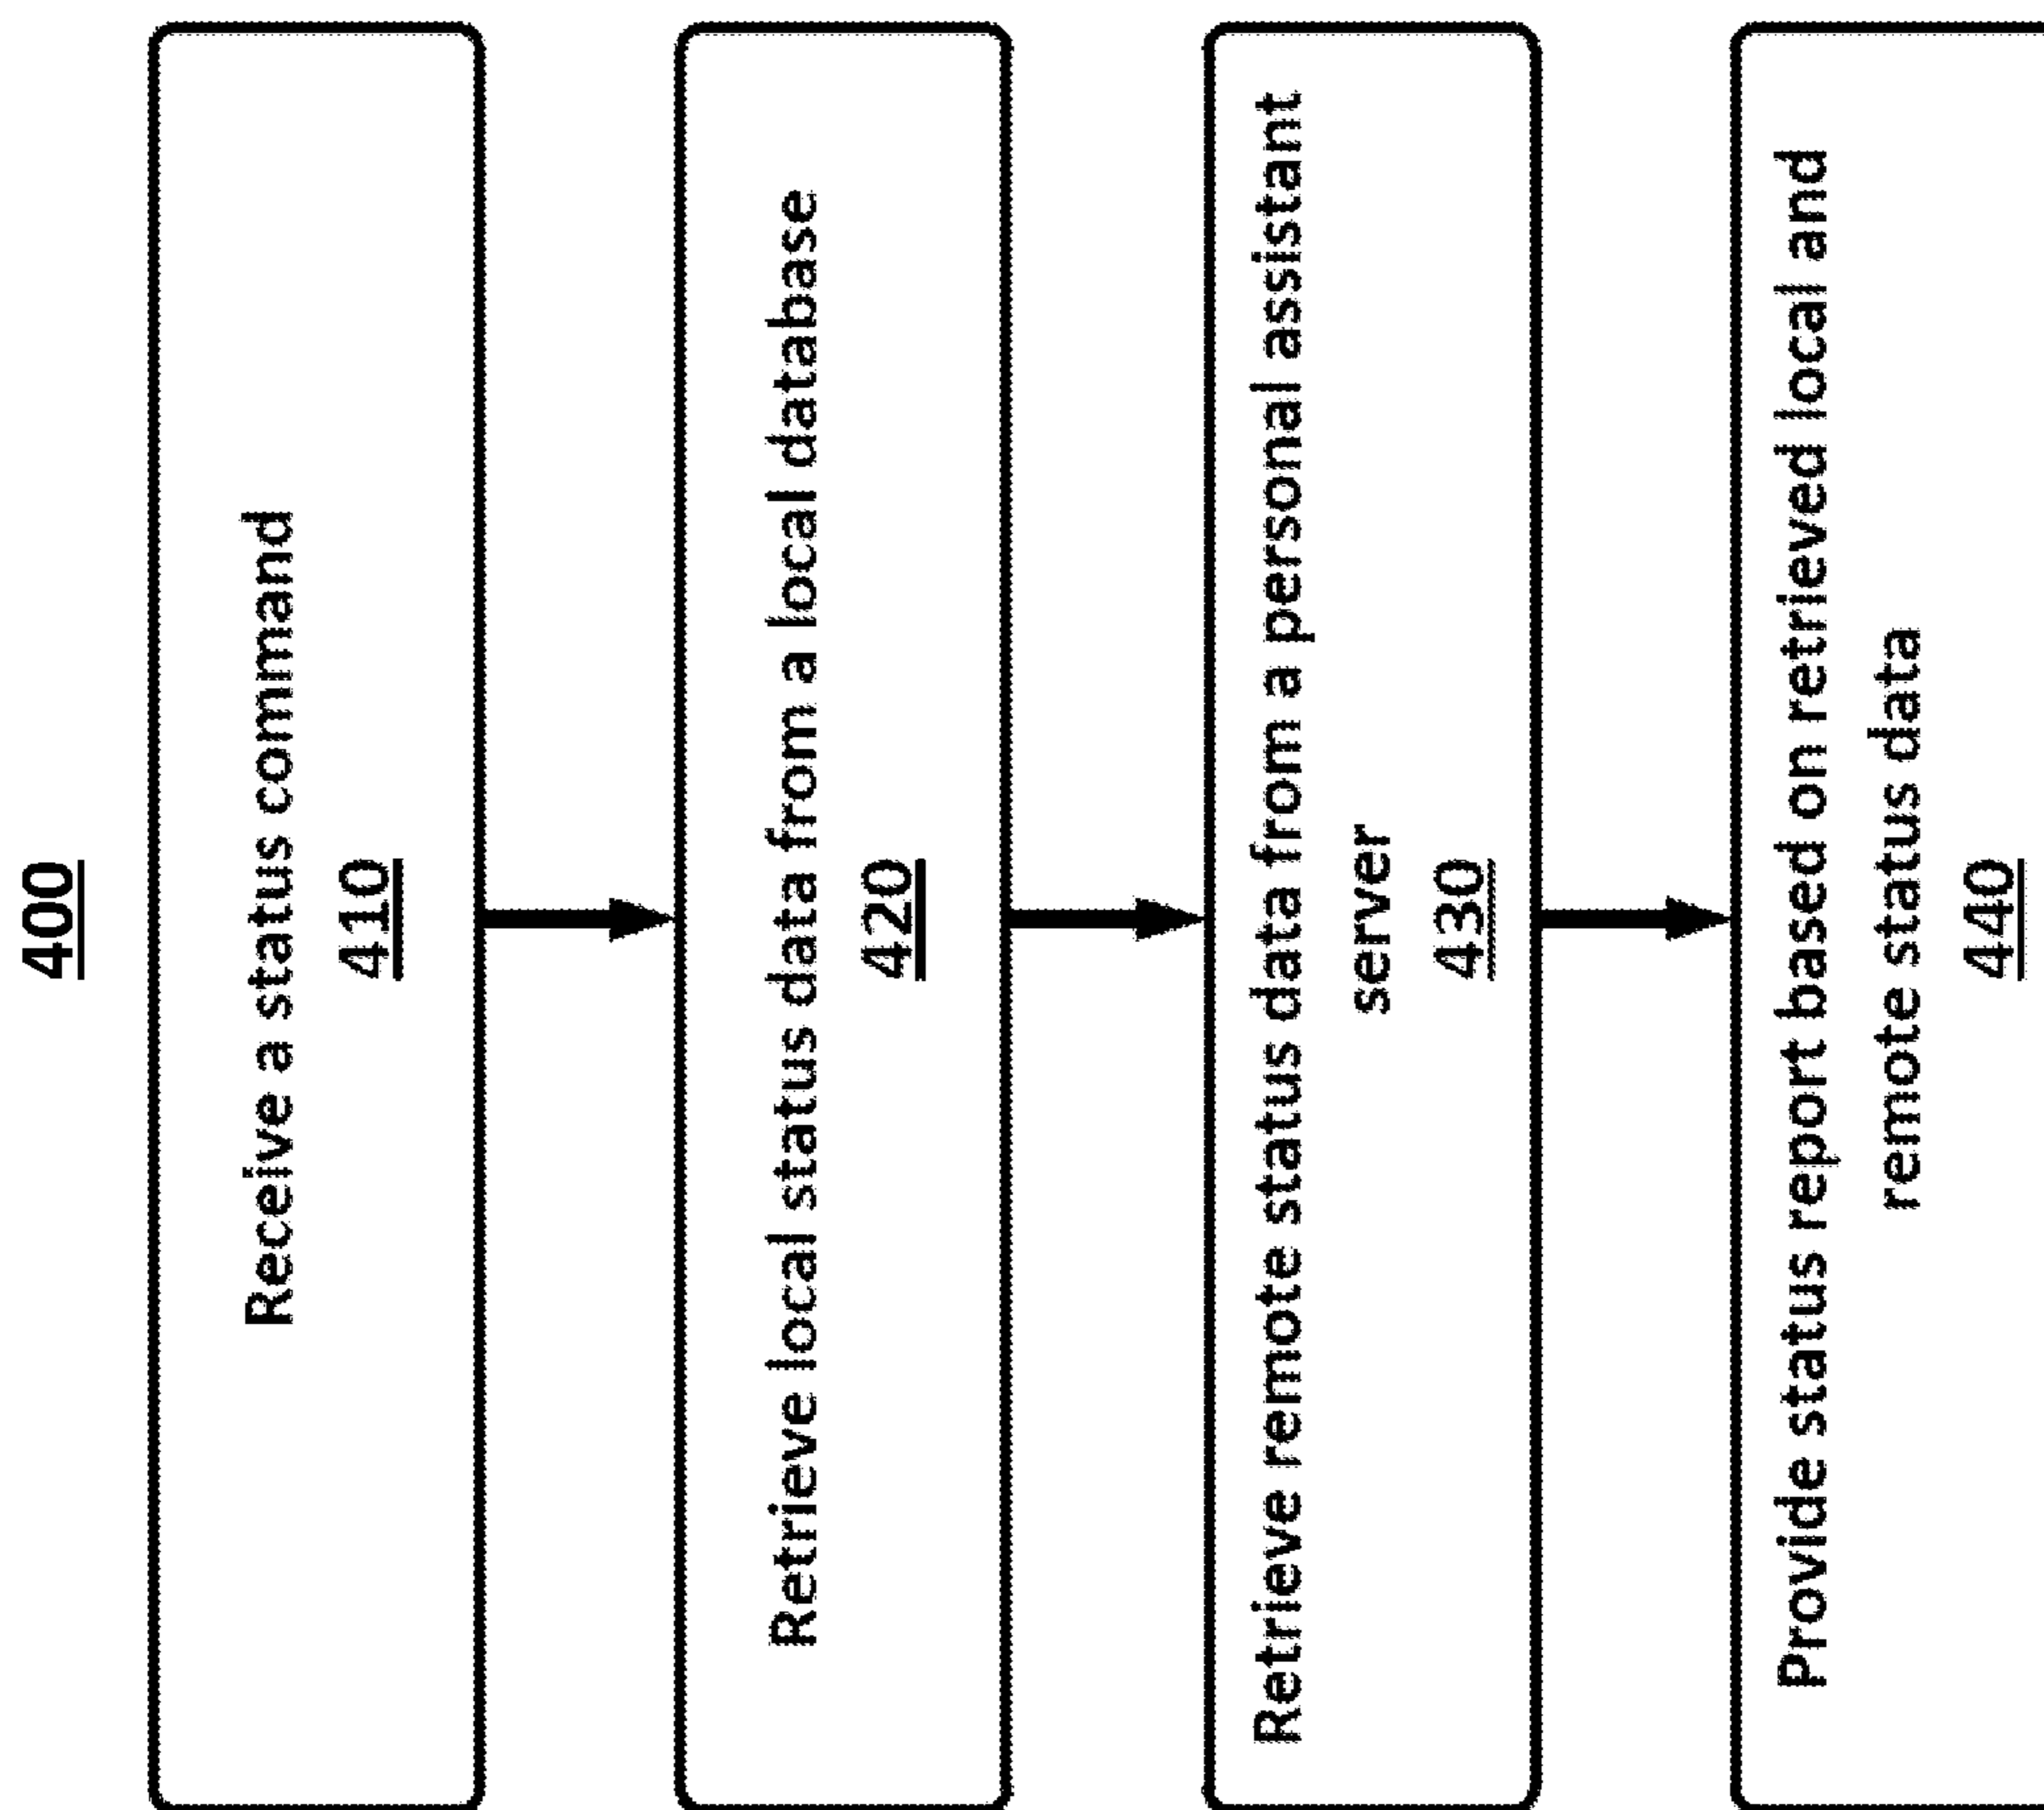 400
Receive a status command
410
Retrieve local status data from a local database
420
Retrieve remote status data from a personal assistant
server
430
Provide status report based on retrieved local and
remote status data
440